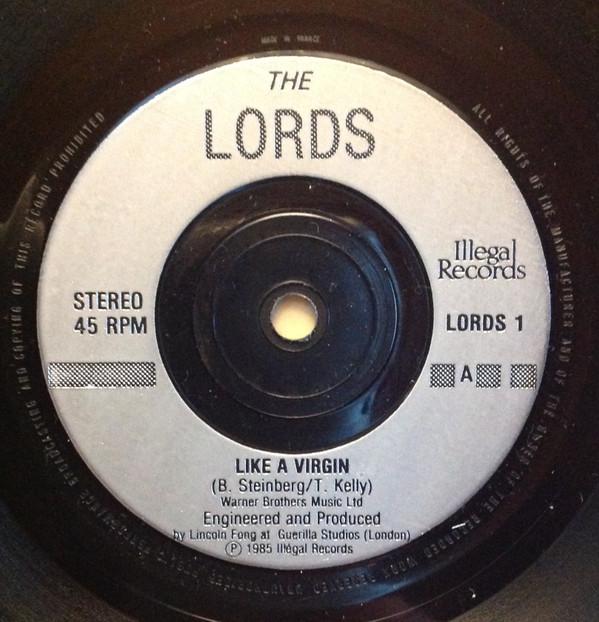 MADE IN FRANCE
ALL RIGHTS OF THE MANUFACTURER AND OF THE OWNER OF THE RECORDED WORK RESERVED
BROADCASTING AND COPYING OF THIS RECORD PROHIBITED
THE
LORDS
Illegal
Records
STEREO
45 RPM
LORDS 1
A
LIKE A VIRGIN
(B. Steinberg/T. Kelly)
Warner Brothers Music Ltd
Engineered and Produced
by Lincoln Fong at Guerilla Studios (London)
Ⓟ 1985 Illegal Records